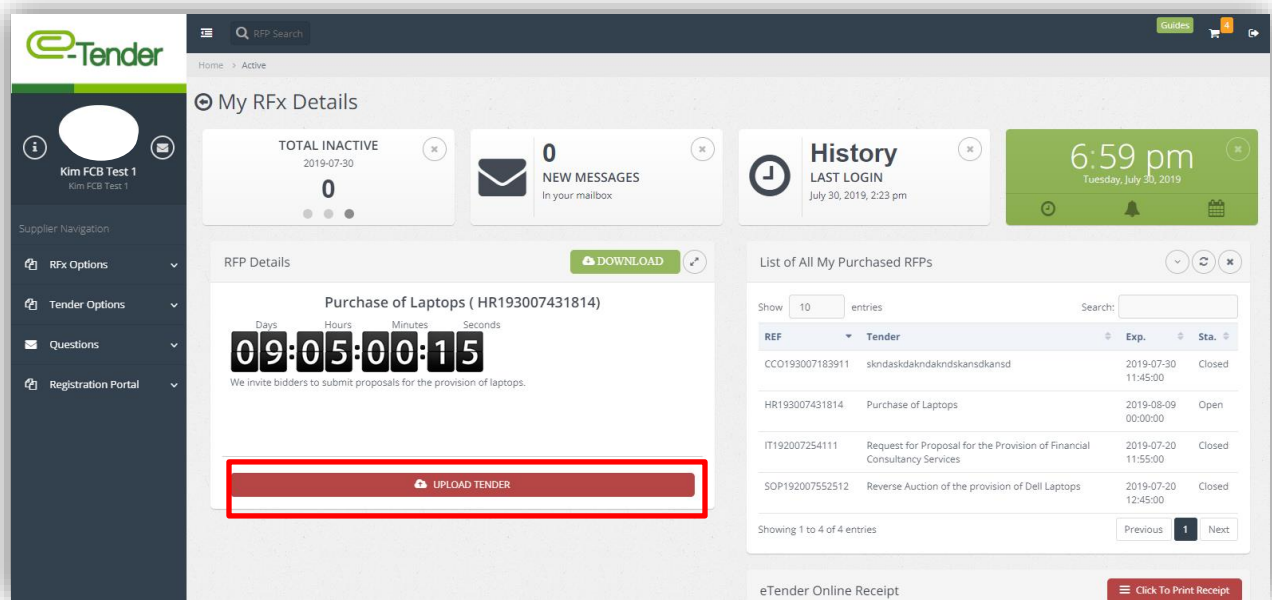 e-Tender
RFP Search
Guides
4
Home > Active
My RFx Details
Kim FCB Test 1
Kim FCB Test 1
Supplier Navigation
RFx Options
Tender Options
Questions
Registration Portal
TOTAL INACTIVE
2019-07-30
0
0
NEW MESSAGES
In your mailbox
History
LAST LOGIN
July 30, 2019, 2:23 pm
6:59 pm
Tuesday, July 30, 2019
RFP Details
DOWNLOAD
Purchase of Laptops ( HR193007431814)
Days Hours Minutes Seconds
09:05:00:15
We invite bidders to submit proposals for the provision of laptops.
UPLOAD TENDER
List of All My Purchased RFPs
Show 10 entries Search:
REF Tender Exp. Sta.
CCO193007183911 skndaskdakndakndskansdkansd 2019-07-30 Closed
11:45:00
HR193007431814 Purchase of Laptops 2019-08-09 Open
00:00:00
IT192007254111 Request for Proposal for the Provision of Financial 2019-07-20 Closed
Consultancy Services 11:55:00
SOP192007552512 Reverse Auction of the provision of Dell Laptops 2019-07-20 Closed
12:45:00
Showing 1 to 4 of 4 entries
Previous 1 Next
eTender Online Receipt
Click To Print Receipt